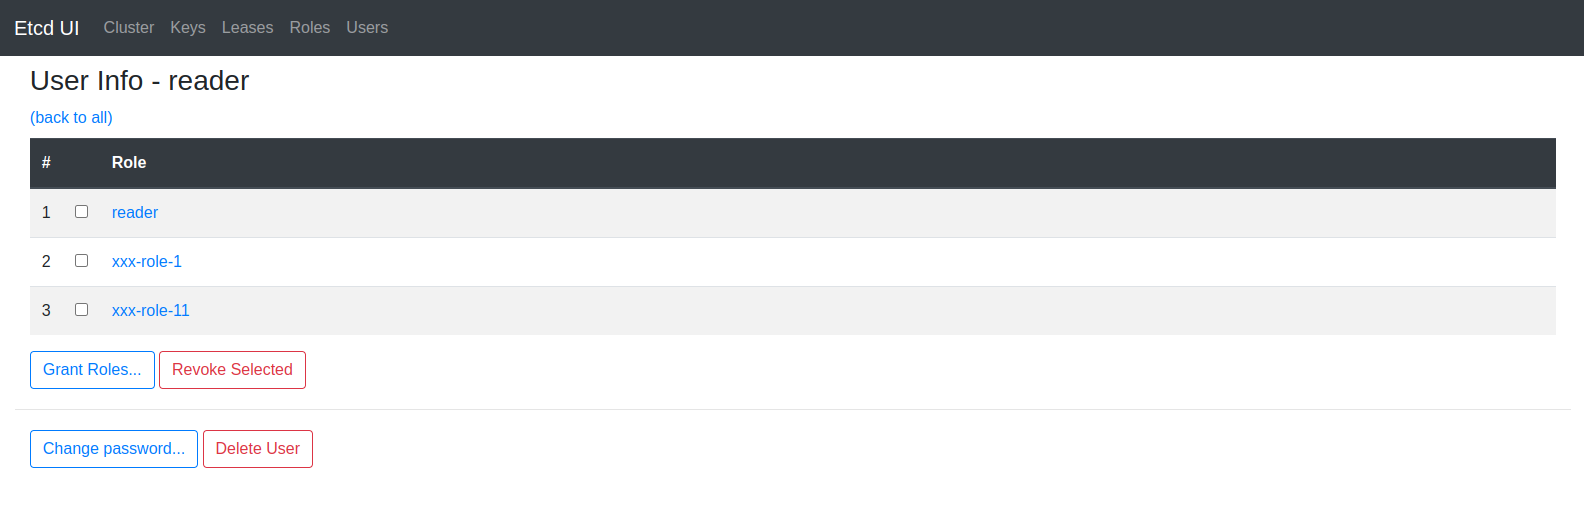 Etcd UI Cluster Keys Leases Roles Users
User Info - reader
(back to all)
# Role
1 reader
2 xxx-role-1
3 xxx-role-11
Grant Roles... Revoke Selected
Change password... Delete User